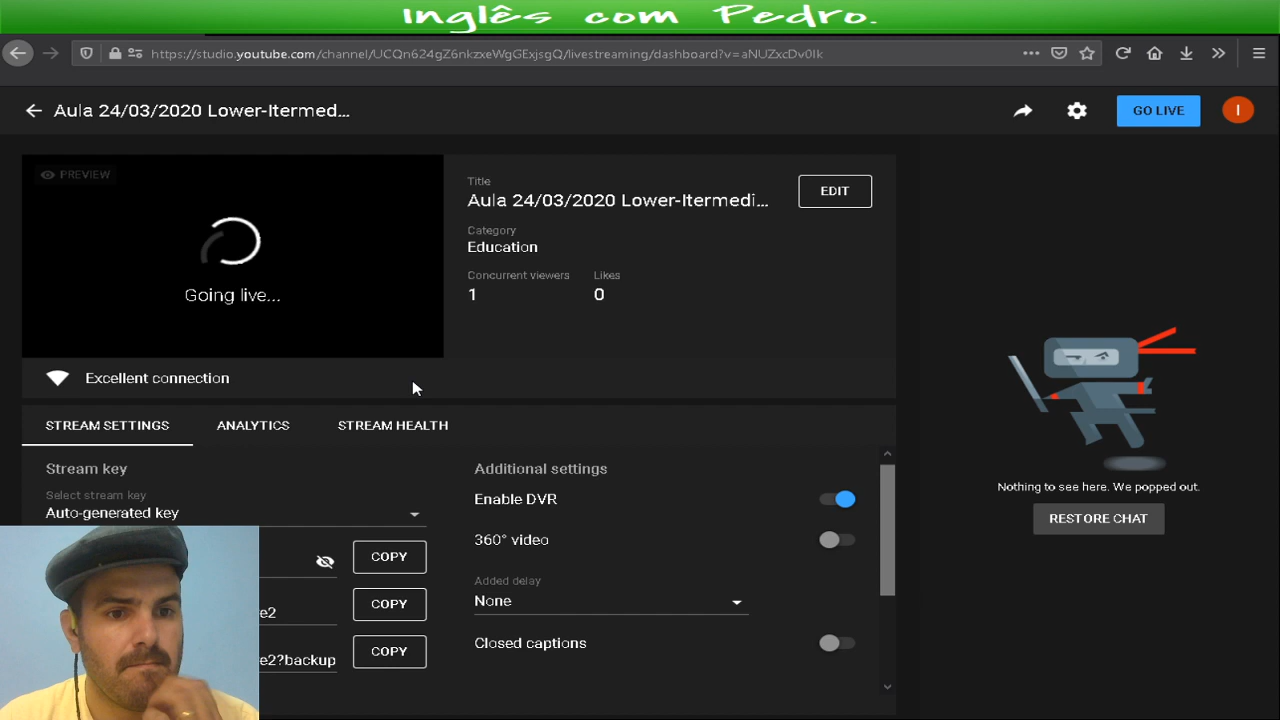 Inglês com Pedro.
https://studio.youtube.com/channel/UCQn624gZ6nkzxeWgGExjsgQ/livestreaming/dashboard?v=aNUZxcDv0Ik
Aula 24/03/2020 Lower-Itermed...
GO LIVE
I
PREVIEW
Going live...
Title
Aula 24/03/2020 Lower-Itermedi...
EDIT
Category
Education
Concurrent viewers
Likes
1
0
Excellent connection
STREAM SETTINGS
ANALYTICS
STREAM HEALTH
Stream key
Select stream key
Auto-generated key
COPY
e2
COPY
e2?backup
COPY
Additional settings
Enable DVR
360° video
Added delay
None
Closed captions
Nothing to see here. We popped out.
RESTORE CHAT